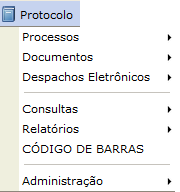 Protocolo
Processos
Documentos
Despachos Eletrônicos
Consultas
Relatórios
CÓDIGO DE BARRAS
Administração